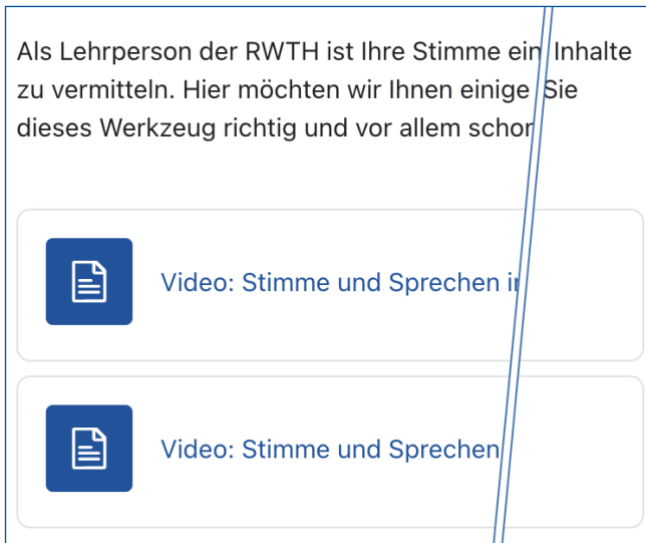 Als Lehrperson der RWTH ist Ihre Stimme ein Inhalte
zu vermitteln. Hier möchten wir Ihnen einige Sie
dieses Werkzeug richtig und vor allem
Video: Stimme und Sprechen
Video: Stimme und Sprechen